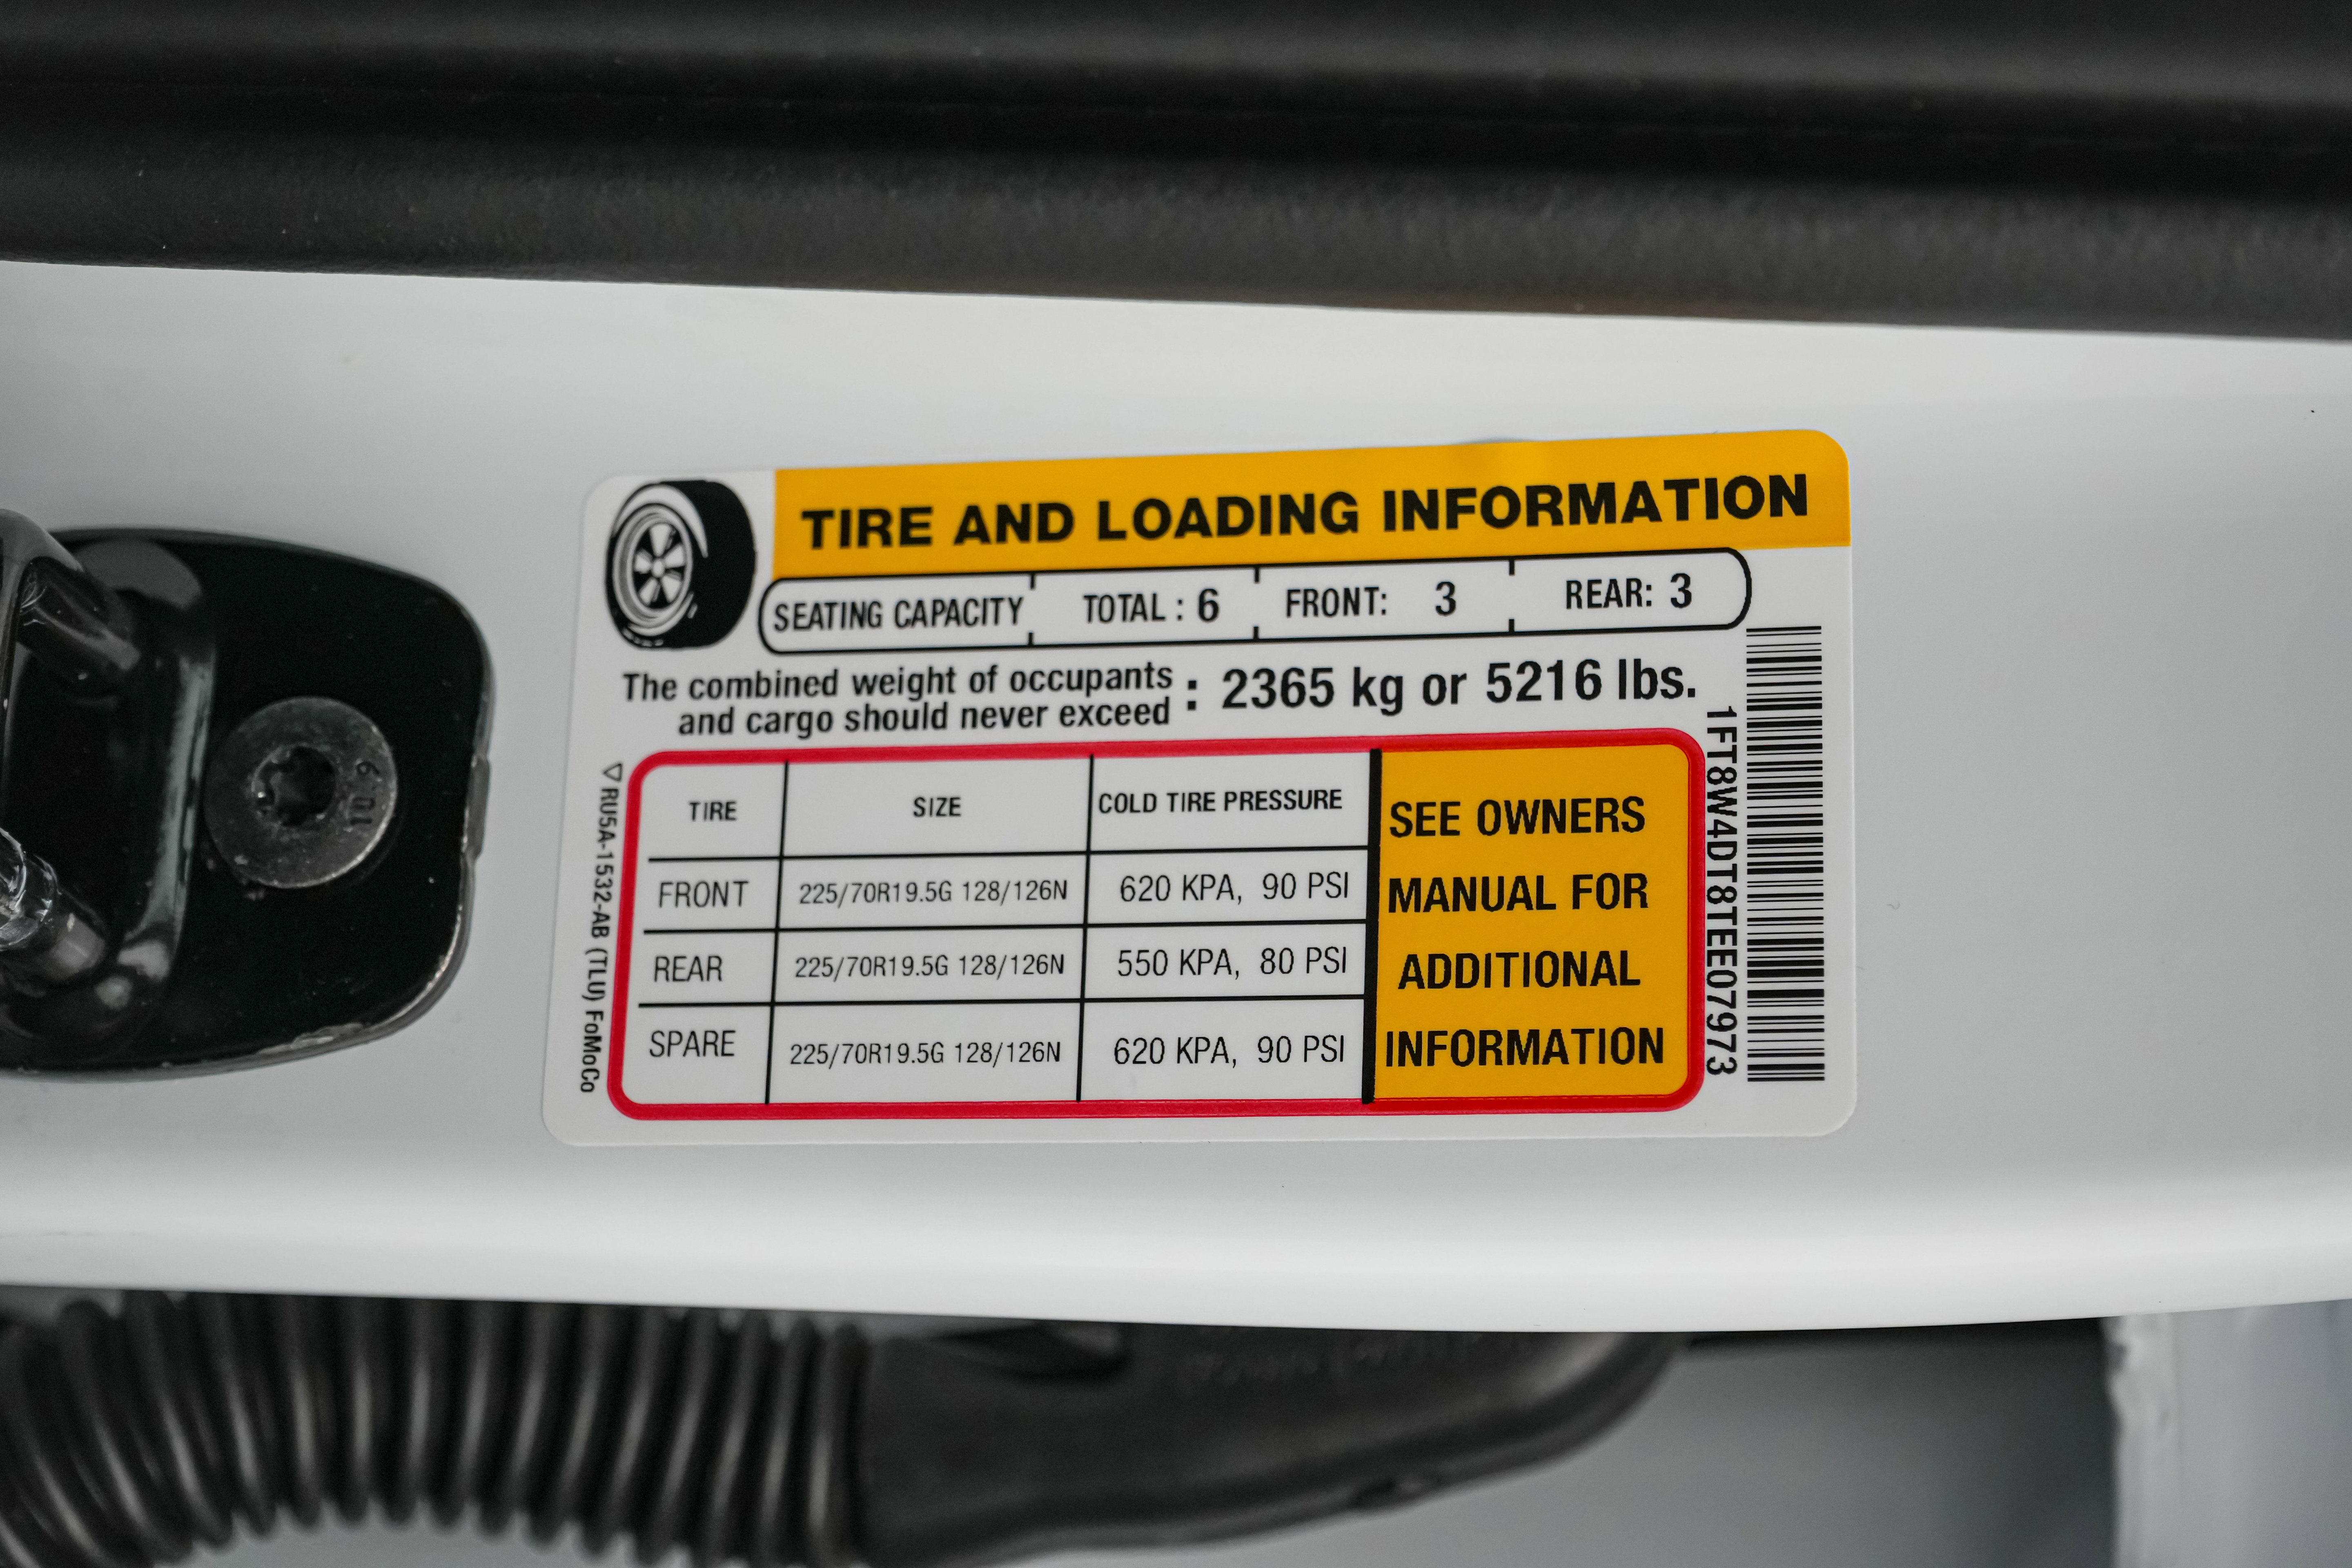 TIRE AND LOADING INFORMATION
SEATING CAPACITY TOTAL : 6 FRONT: 3 REAR: 3
The combined weight of occupants
and cargo should never exceed : 2365 kg or 5216 lbs.
TIRE SIZE COLD TIRE PRESSURE
FRONT 225/70R19.5G 128/126N 620 KPA, 90 PSI
REAR 225/70R19.5G 128/126N 550 KPA, 80 PSI
SPARE 225/70R19.5G 128/126N 620 KPA, 90 PSI
SEE OWNERS
MANUAL FOR
ADDITIONAL
INFORMATION
1FT8W4DT8TEE07973
RU5A-1532-AB (TLU) FoMoCo
10.9